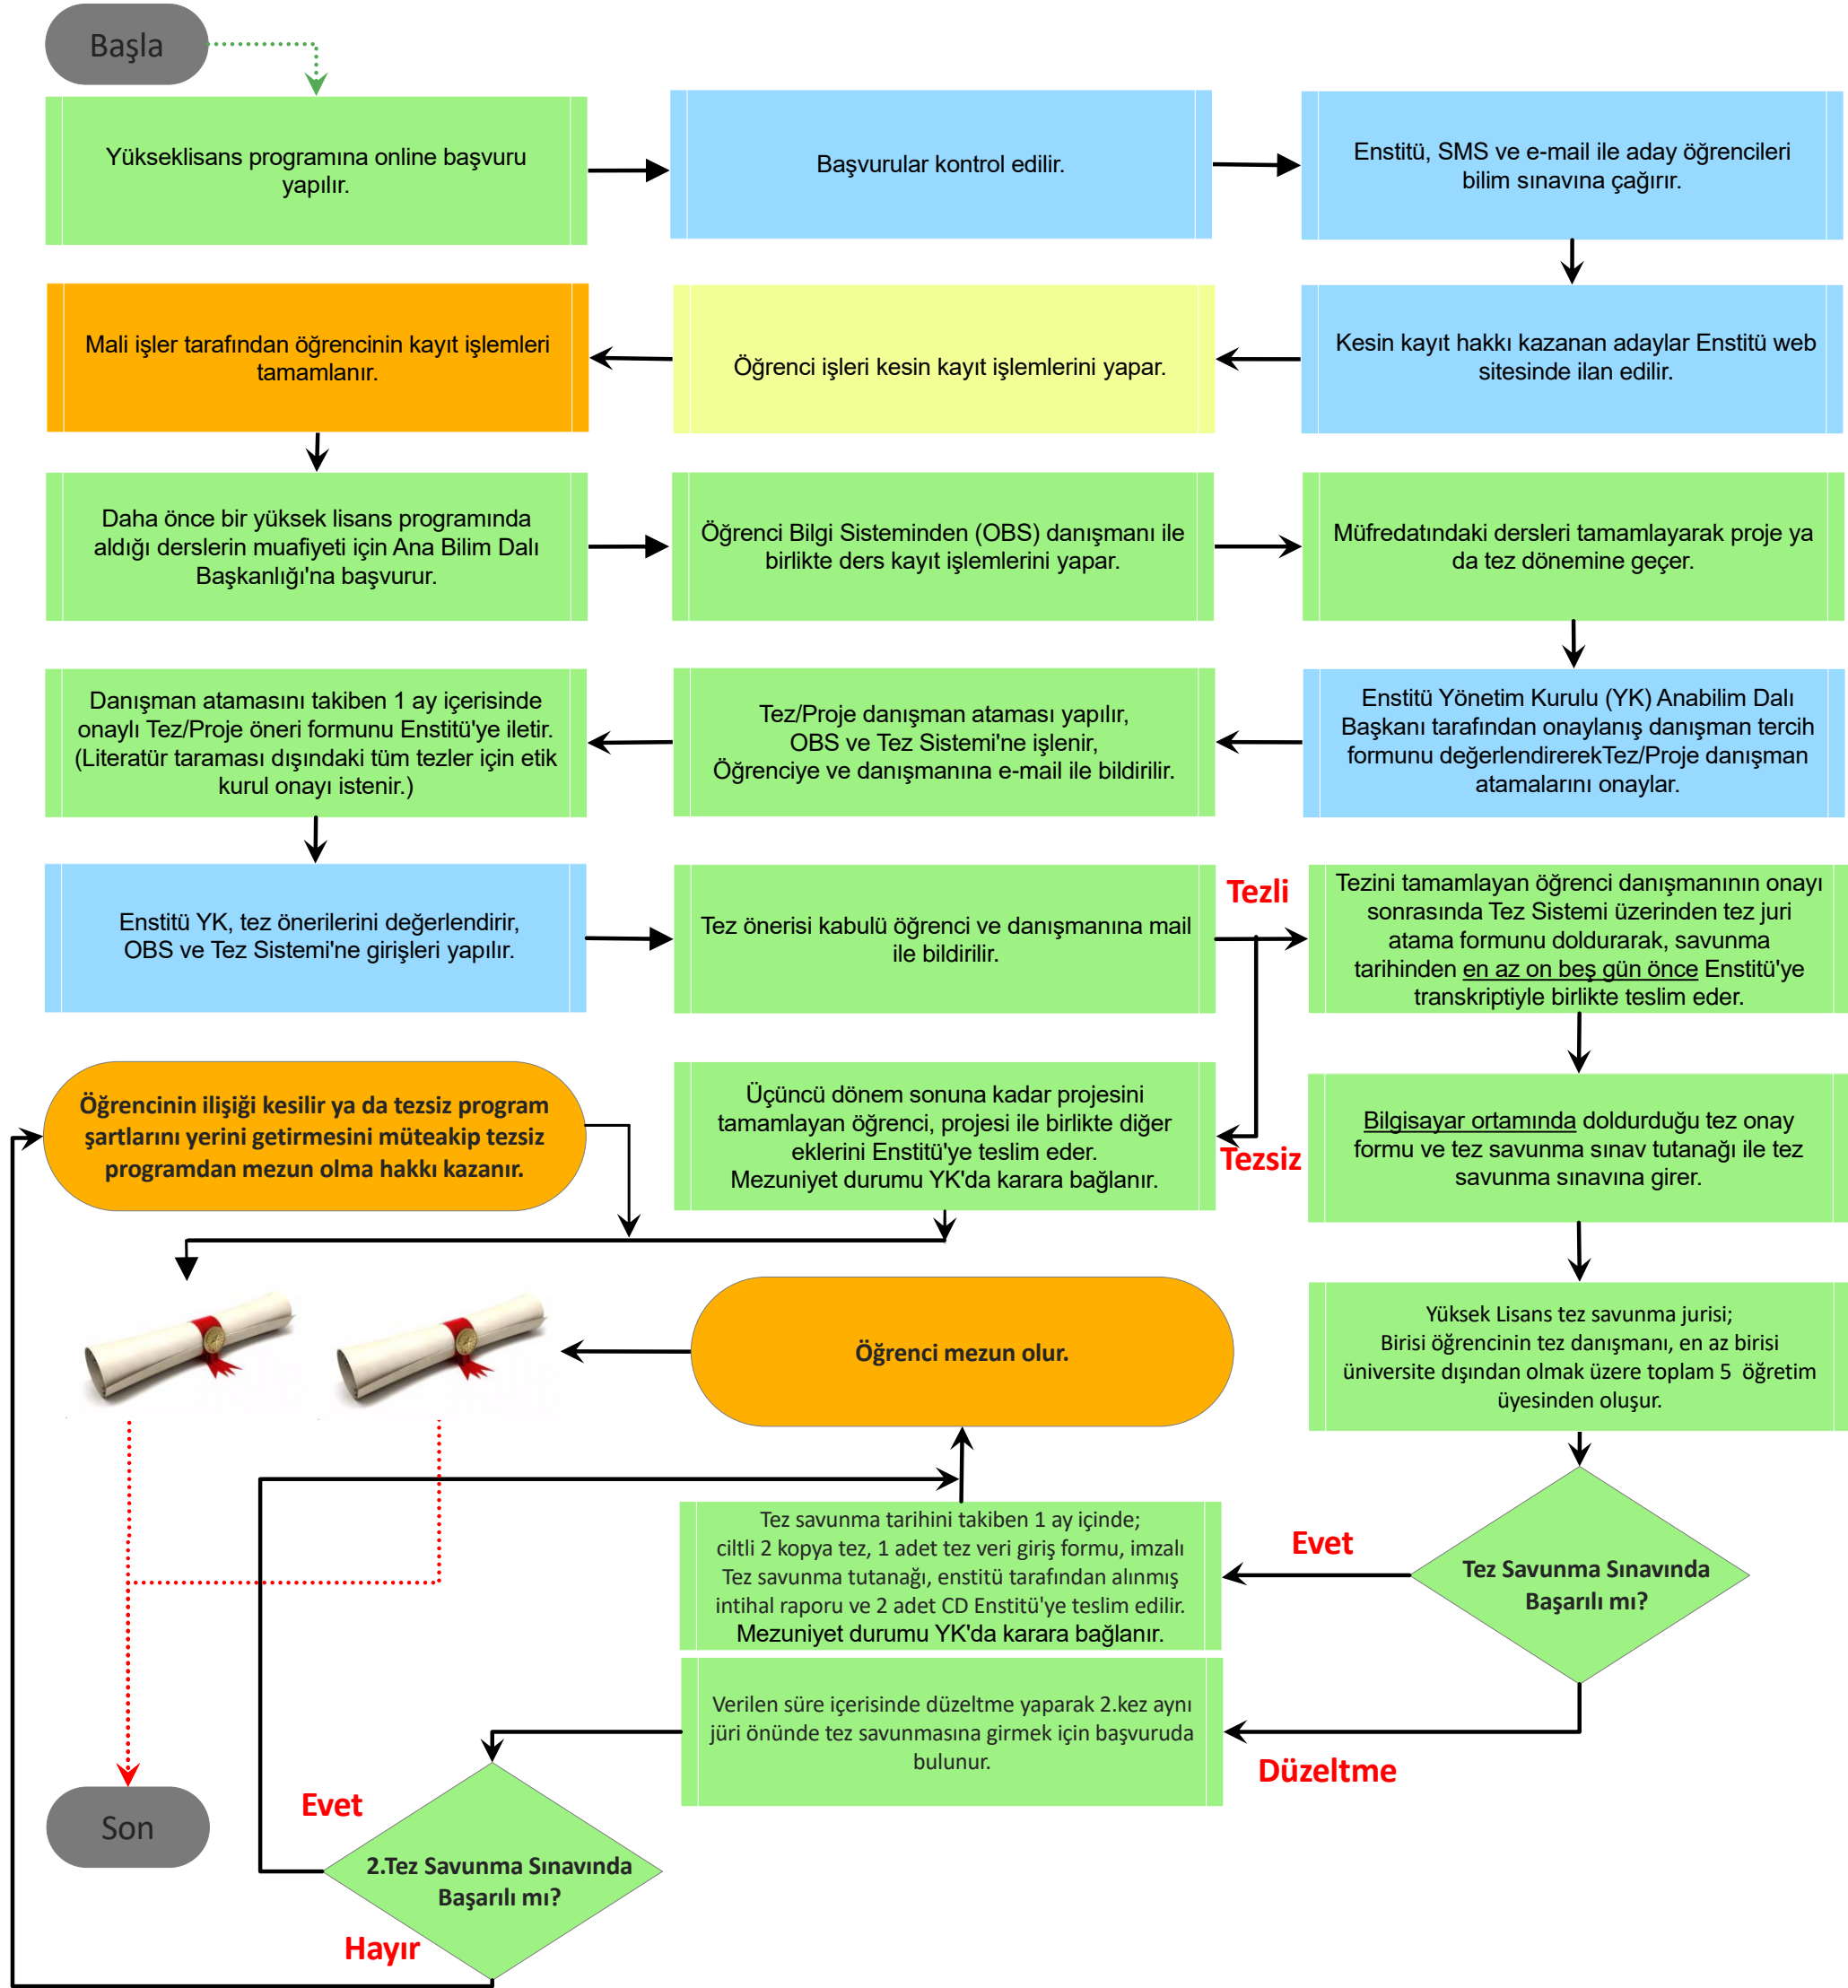 Başla
Yükseklisans programına online başvuru
yapılır.
Başvurular kontrol edilir.
Enstitü, SMS ve e-mail ile aday öğrencileri
bilim sınavına çağırır.
Mali işler tarafından öğrencinin kayıt işlemleri
tamamlanır.
Öğrenci işleri kesin kayıt işlemlerini yapar.
Kesin kayıt hakkı kazanan adaylar Enstitü web
sitesinde ilan edilir.
Daha önce bir yüksek lisans programında
aldığı derslerin muafiyeti için Ana Bilim Dalı
Başkanlığı'na başvurur.
Öğrenci Bilgi Sisteminden (OBS) danışmanı ile
birlikte ders kayıt işlemlerini yapar.
Müfredatındaki dersleri tamamlayarak proje ya
da tez dönemine geçer.
Danışman atamasını takiben 1 ay içerisinde
onaylı Tez/Proje öneri formunu Enstitü'ye iletir.
(Literatür taraması dışındaki tüm tezler için etik
kurul onayı istenir.)
Tez/Proje danışman ataması yapılır,
OBS ve Tez Sistemi'ne işlenir,
Öğrenciye ve danışmanına e-mail ile bildirilir.
Enstitü Yönetim Kurulu (YK) Anabilim Dalı
Başkanı tarafından onaylanış danışman tercih
formunu değerlendirerekTez/Proje danışman
atamalarını onaylar.
Enstitü YK, tez önerilerini değerlendirir,
OBS ve Tez Sistemi'ne girişleri yapılır.
Tez önerisi kabulü öğrenci ve danışmanına mail
ile bildirilir.
Tezli
Tezini tamamlayan öğrenci danışmanının onayı
sonrasında Tez Sistemi üzerinden tez juri
atama formunu doldurarak, savunma
tarihinden en az on beş gün önce Enstitü'ye
transkriptiyle birlikte teslim eder.
Öğrencinin ilişiği kesilir ya da tezsiz program
şartlarını yerini getirmesini müteakip tezsiz
programdan mezun olma hakkı kazanır.
Üçüncü dönem sonuna kadar projesini
tamamlayan öğrenci, projesi ile birlikte diğer
eklerini Enstitü'ye teslim eder.
Mezuniyet durumu YK'da karara bağlanır.
Tezsiz
Bilgisayar ortamında doldurduğu tez onay
formu ve tez savunma sınav tutanağı ile tez
savunma sınavına girer.
Öğrenci mezun olur.
Yüksek Lisans tez savunma jurisi;
Birisi öğrencinin tez danışmanı, en az birisi
üniversite dışından olmak üzere toplam 5 öğretim
üyesinden oluşur.
Tez savunma tarihini takiben 1 ay içinde;
ciltli 2 kopya tez, 1 adet tez veri giriş formu, imzalı
Tez savunma tutanağı, enstitü tarafından alınmış
intihal raporu ve 2 adet CD Enstitü'ye teslim edilir.
Mezuniyet durumu YK'da karara bağlanır.
Evet
Tez Savunma Sınavında
Başarılı mı?
Verilen süre içerisinde düzeltme yaparak 2.kez aynı
jüri önünde tez savunmasına girmek için başvuruda
bulunur.
Düzeltme
Evet
Son
2.Tez Savunma Sınavında
Başarılı mı?
Hayır